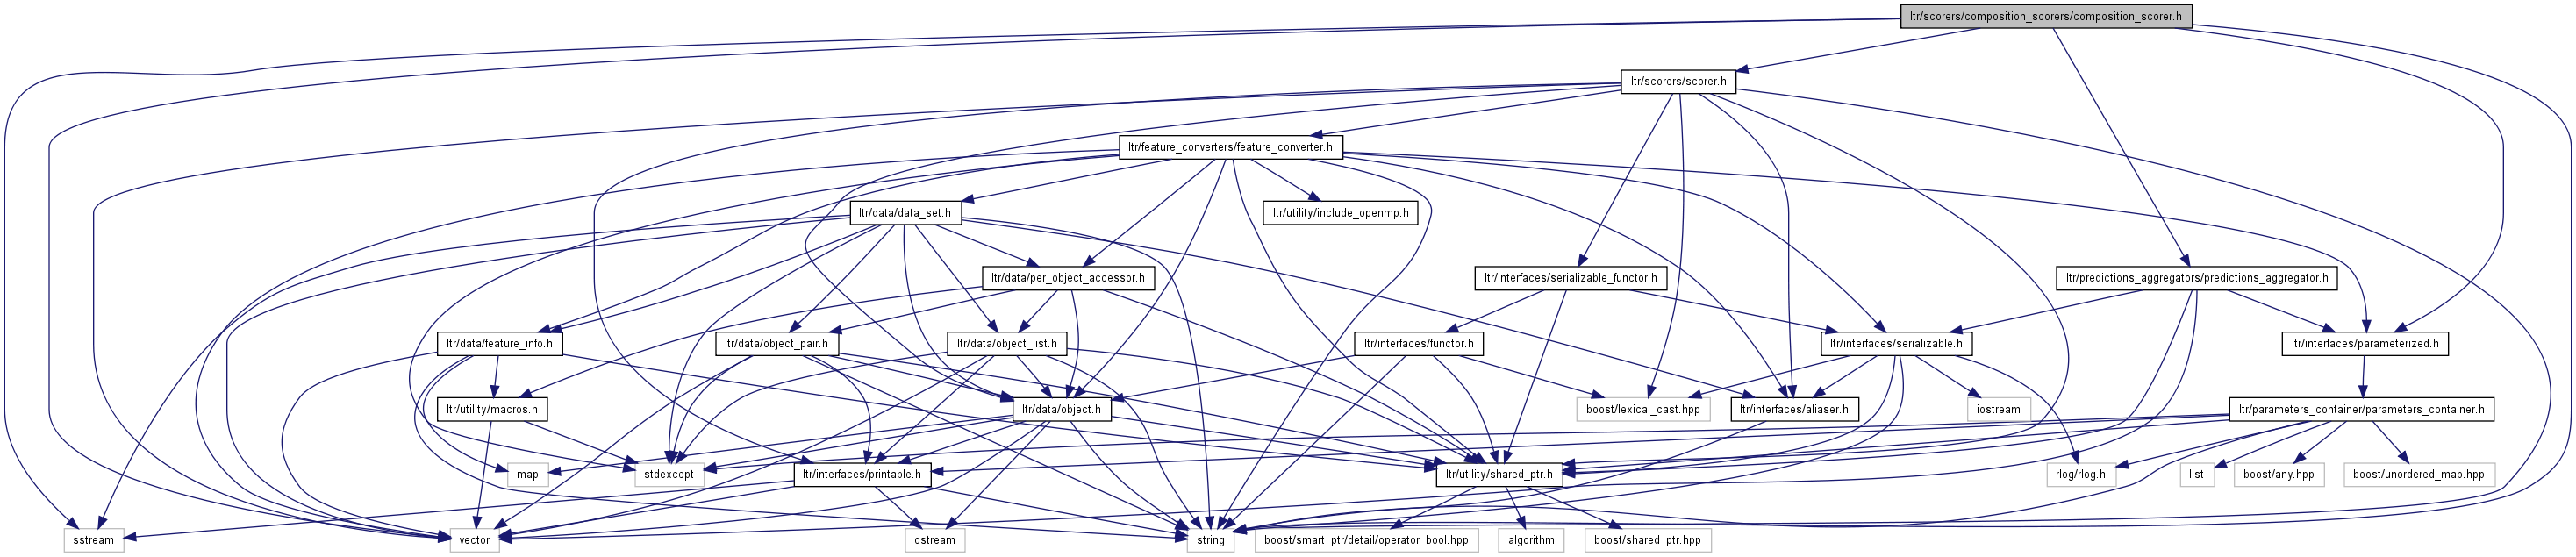 ltr/scorers/composition_scorers/composition_scorer.h
ltr/scorers/scorer.h
ltr/feature_converters/feature_converter.h
ltr/data/data_set.h
ltr/utility/include_openmp.h
ltr/data/per_object_accessor.h
ltr/interfaces/serializable_functor.h
ltr/predictions_aggregators/predictions_aggregator.h
ltr/data/feature_info.h
ltr/data/object_pair.h
ltr/data/object_list.h
ltr/interfaces/functor.h
ltr/interfaces/serializable.h
ltr/interfaces/parameterized.h
ltr/utility/macros.h
ltr/data/object.h
boost/lexical_cast.hpp
ltr/interfaces/aliaser.h
iostream
ltr/parameters_container/parameters_container.h
map
stdexcept
ltr/interfaces/printable.h
ltr/utility/shared_ptr.h
rlog/rlog.h
list
boost/any.hpp
boost/unordered_map.hpp
sstream
vector
ostream
string
boost/smart_ptr/detail/operator_bool.hpp
algorithm
boost/shared_ptr.hpp